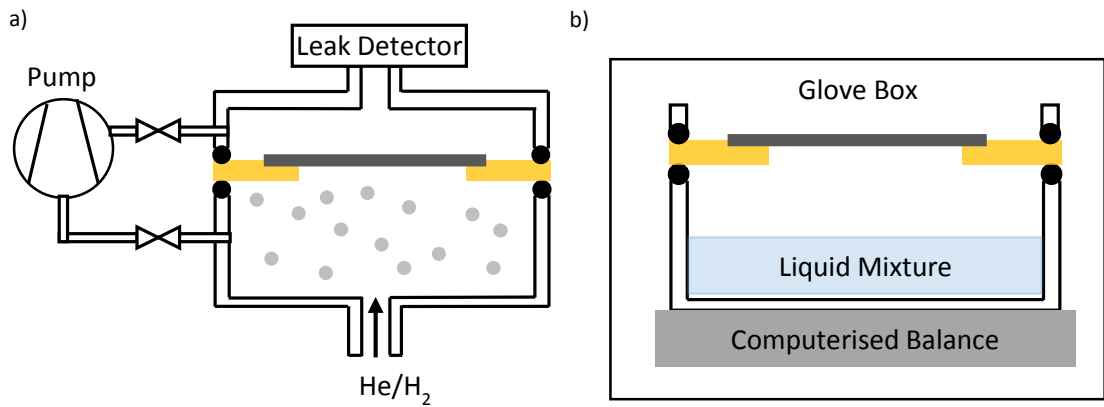 a)
Leak Detector
Pump
He/H₂
b)
Glove Box
Liquid Mixture
Computerised Balance